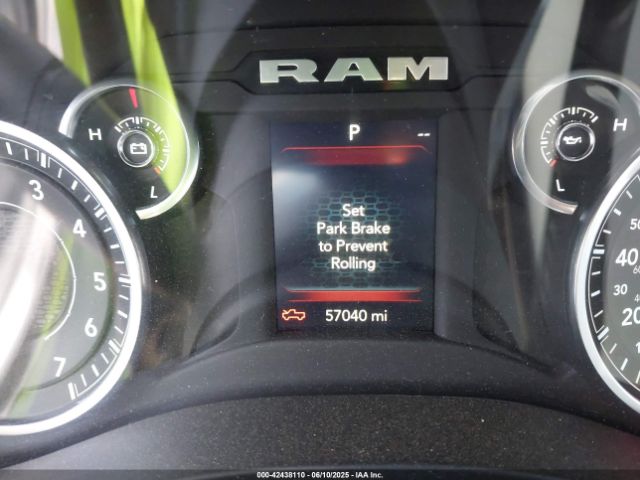 RAM
P --
H
L
H
L
Set
Park Brake
to Prevent
Rolling
57040 mi
3
4
5
6
7
40
30
20
000-42438110 - 06/10/2025 - IAA Inc.